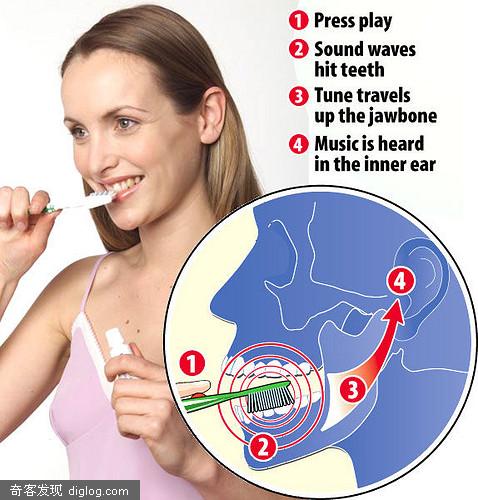 1 Press play
2 Sound waves
hit teeth
3 Tune travels
up the jawbone
4 Music is heard
in the inner ear
4
1
3
2
奇客发现 diglog.com